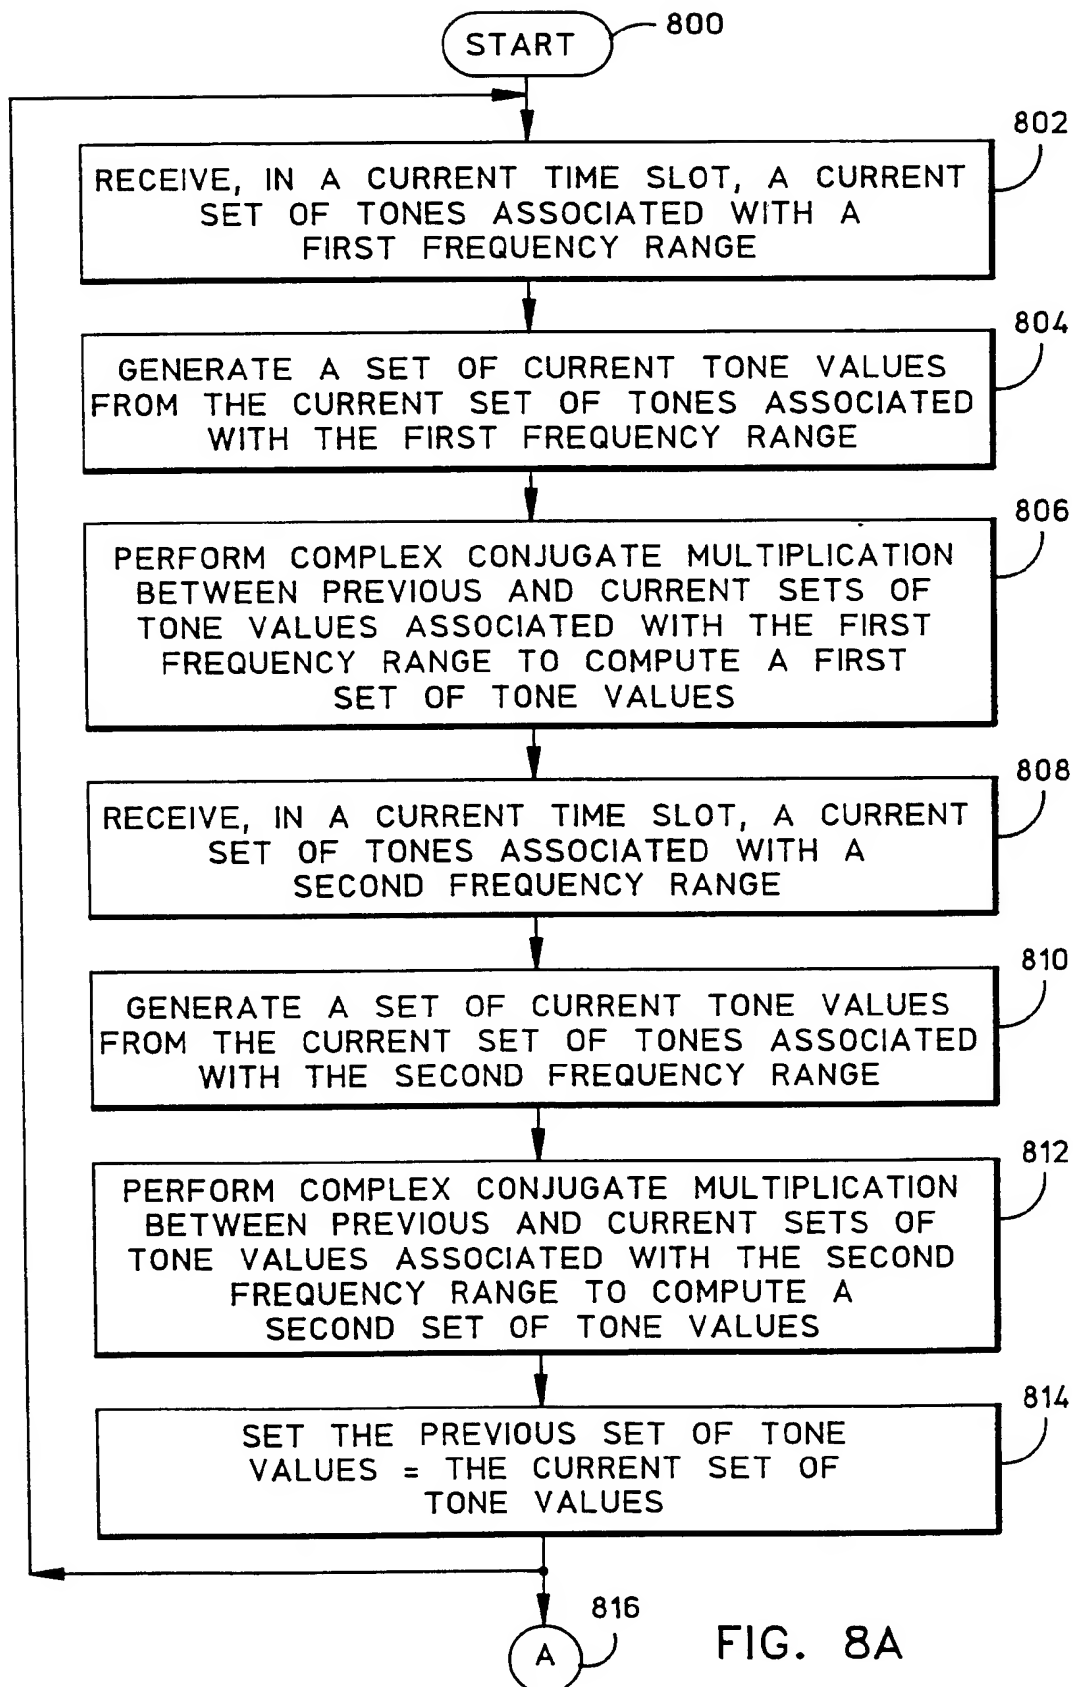 START
800
802
RECEIVE, IN A CURRENT TIME SLOT, A CURRENT
SET OF TONES ASSOCIATED WITH A
FIRST FREQUENCY RANGE
804
GENERATE A SET OF CURRENT TONE VALUES
FROM THE CURRENT SET OF TONES ASSOCIATED
WITH THE FIRST FREQUENCY RANGE
806
PERFORM COMPLEX CONJUGATE MULTIPLICATION
BETWEEN PREVIOUS AND CURRENT SETS OF
TONE VALUES ASSOCIATED WITH THE FIRST
FREQUENCY RANGE TO COMPUTE A FIRST
SET OF TONE VALUES
808
RECEIVE, IN A CURRENT TIME SLOT, A CURRENT
SET OF TONES ASSOCIATED WITH A
SECOND FREQUENCY RANGE
810
GENERATE A SET OF CURRENT TONE VALUES
FROM THE CURRENT SET OF TONES ASSOCIATED
WITH THE SECOND FREQUENCY RANGE
812
PERFORM COMPLEX CONJUGATE MULTIPLICATION
BETWEEN PREVIOUS AND CURRENT SETS OF
TONE VALUES ASSOCIATED WITH THE SECOND
FREQUENCY RANGE TO COMPUTE A
SECOND SET OF TONE VALUES
814
SET THE PREVIOUS SET OF TONE
VALUES = THE CURRENT SET OF
TONE VALUES
816
A
FIG. 8A